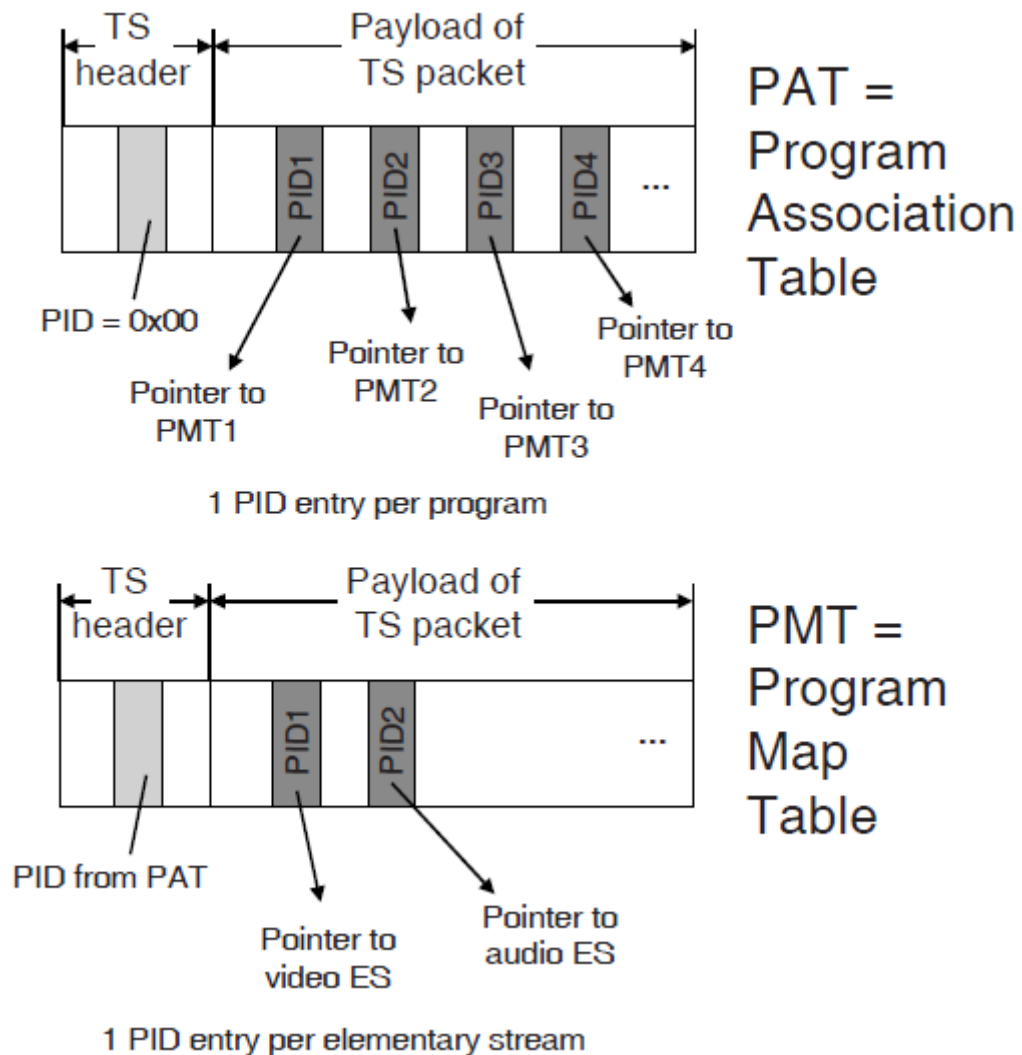 TS
header
Payload of
TS packet
PAT =
Program
Association
Table
PID1
PID2
PID3
PID4
...
PID = 0x00
Pointer to
PMT1
Pointer to
PMT2
Pointer to
PMT3
Pointer to
PMT4
1 PID entry per program
TS
header
Payload of
TS packet
PMT =
Program
Map
Table
PID1
PID2
...
PID from PAT
Pointer to
video ES
Pointer to
audio ES
1 PID entry per elementary stream